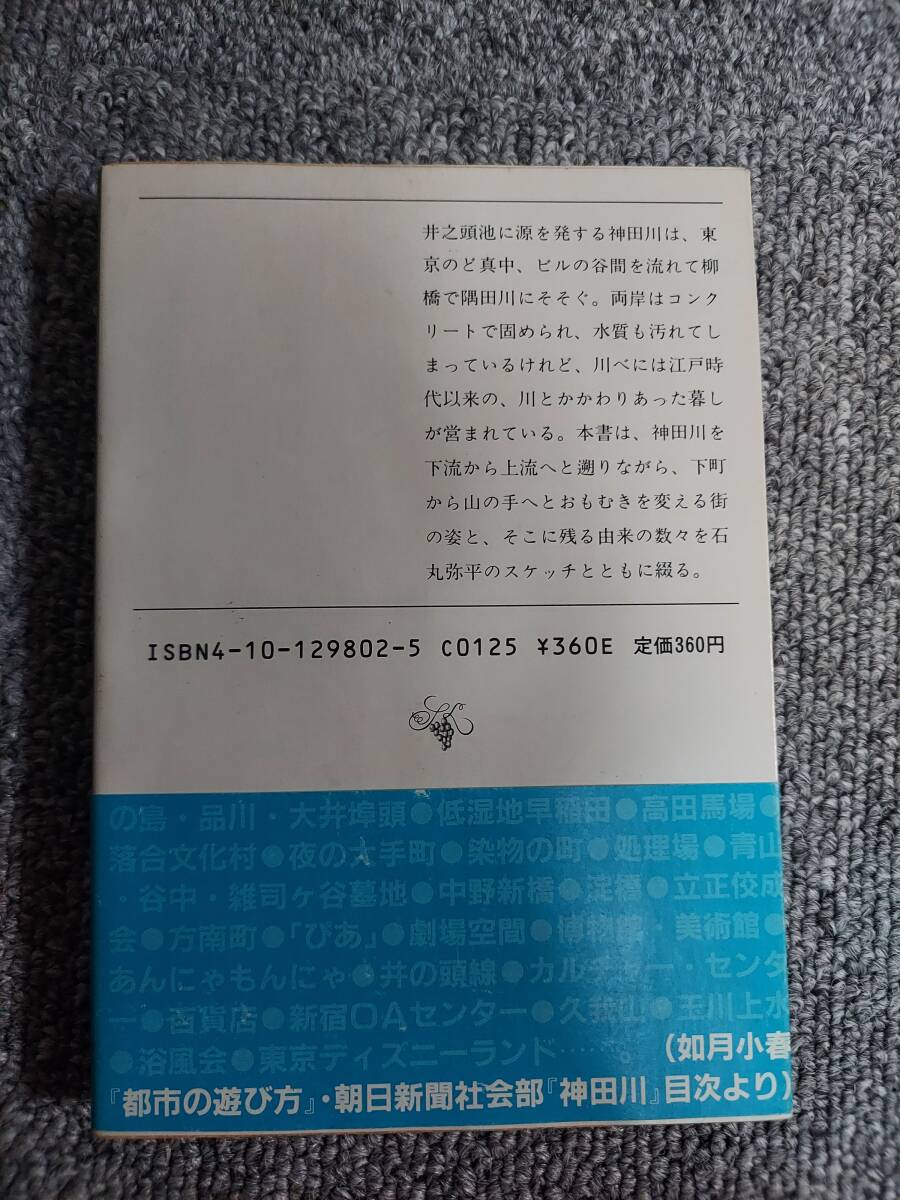 井之頭池に源を発する神田川は、東
京のど真中、ビルの谷間を流れて柳
橋で隅田川にそそぐ。両岸はコンク
リートで固められ、水質も汚れてし
まっているけれど、川べには江戸時
代以来の、川とかかわりあった暮し
が営まれている。本書は、神田川を
下流から上流へと遡りながら、下町
から山の手へとおもむきを変える街
の姿と、そこに残る由来の数々を石
丸弥平のスケッチとともに綴る。
ISBN4-10-129802-5 C0125 ¥360E 定価360円
の島・品川・大井埠頭●低湿地早稲田●高田馬場●
落合文化村●夜の大手町●染物の町●処理場●青山
・谷中・雑司ヶ谷墓地●中野新橋●淀橋●立正佼成
会●方南町●「ぴあ」●劇場空間●博物館・美術館●
あんにゃもんにゃ●井の頭線●カルチャー・センタ
ー●百貨店●新宿OAセンター●久我山●玉川上水
●浴風会●東京ディズニーランド……。(如月小春
『都市の遊び方』・朝日新聞社会部『神田川』目次より)